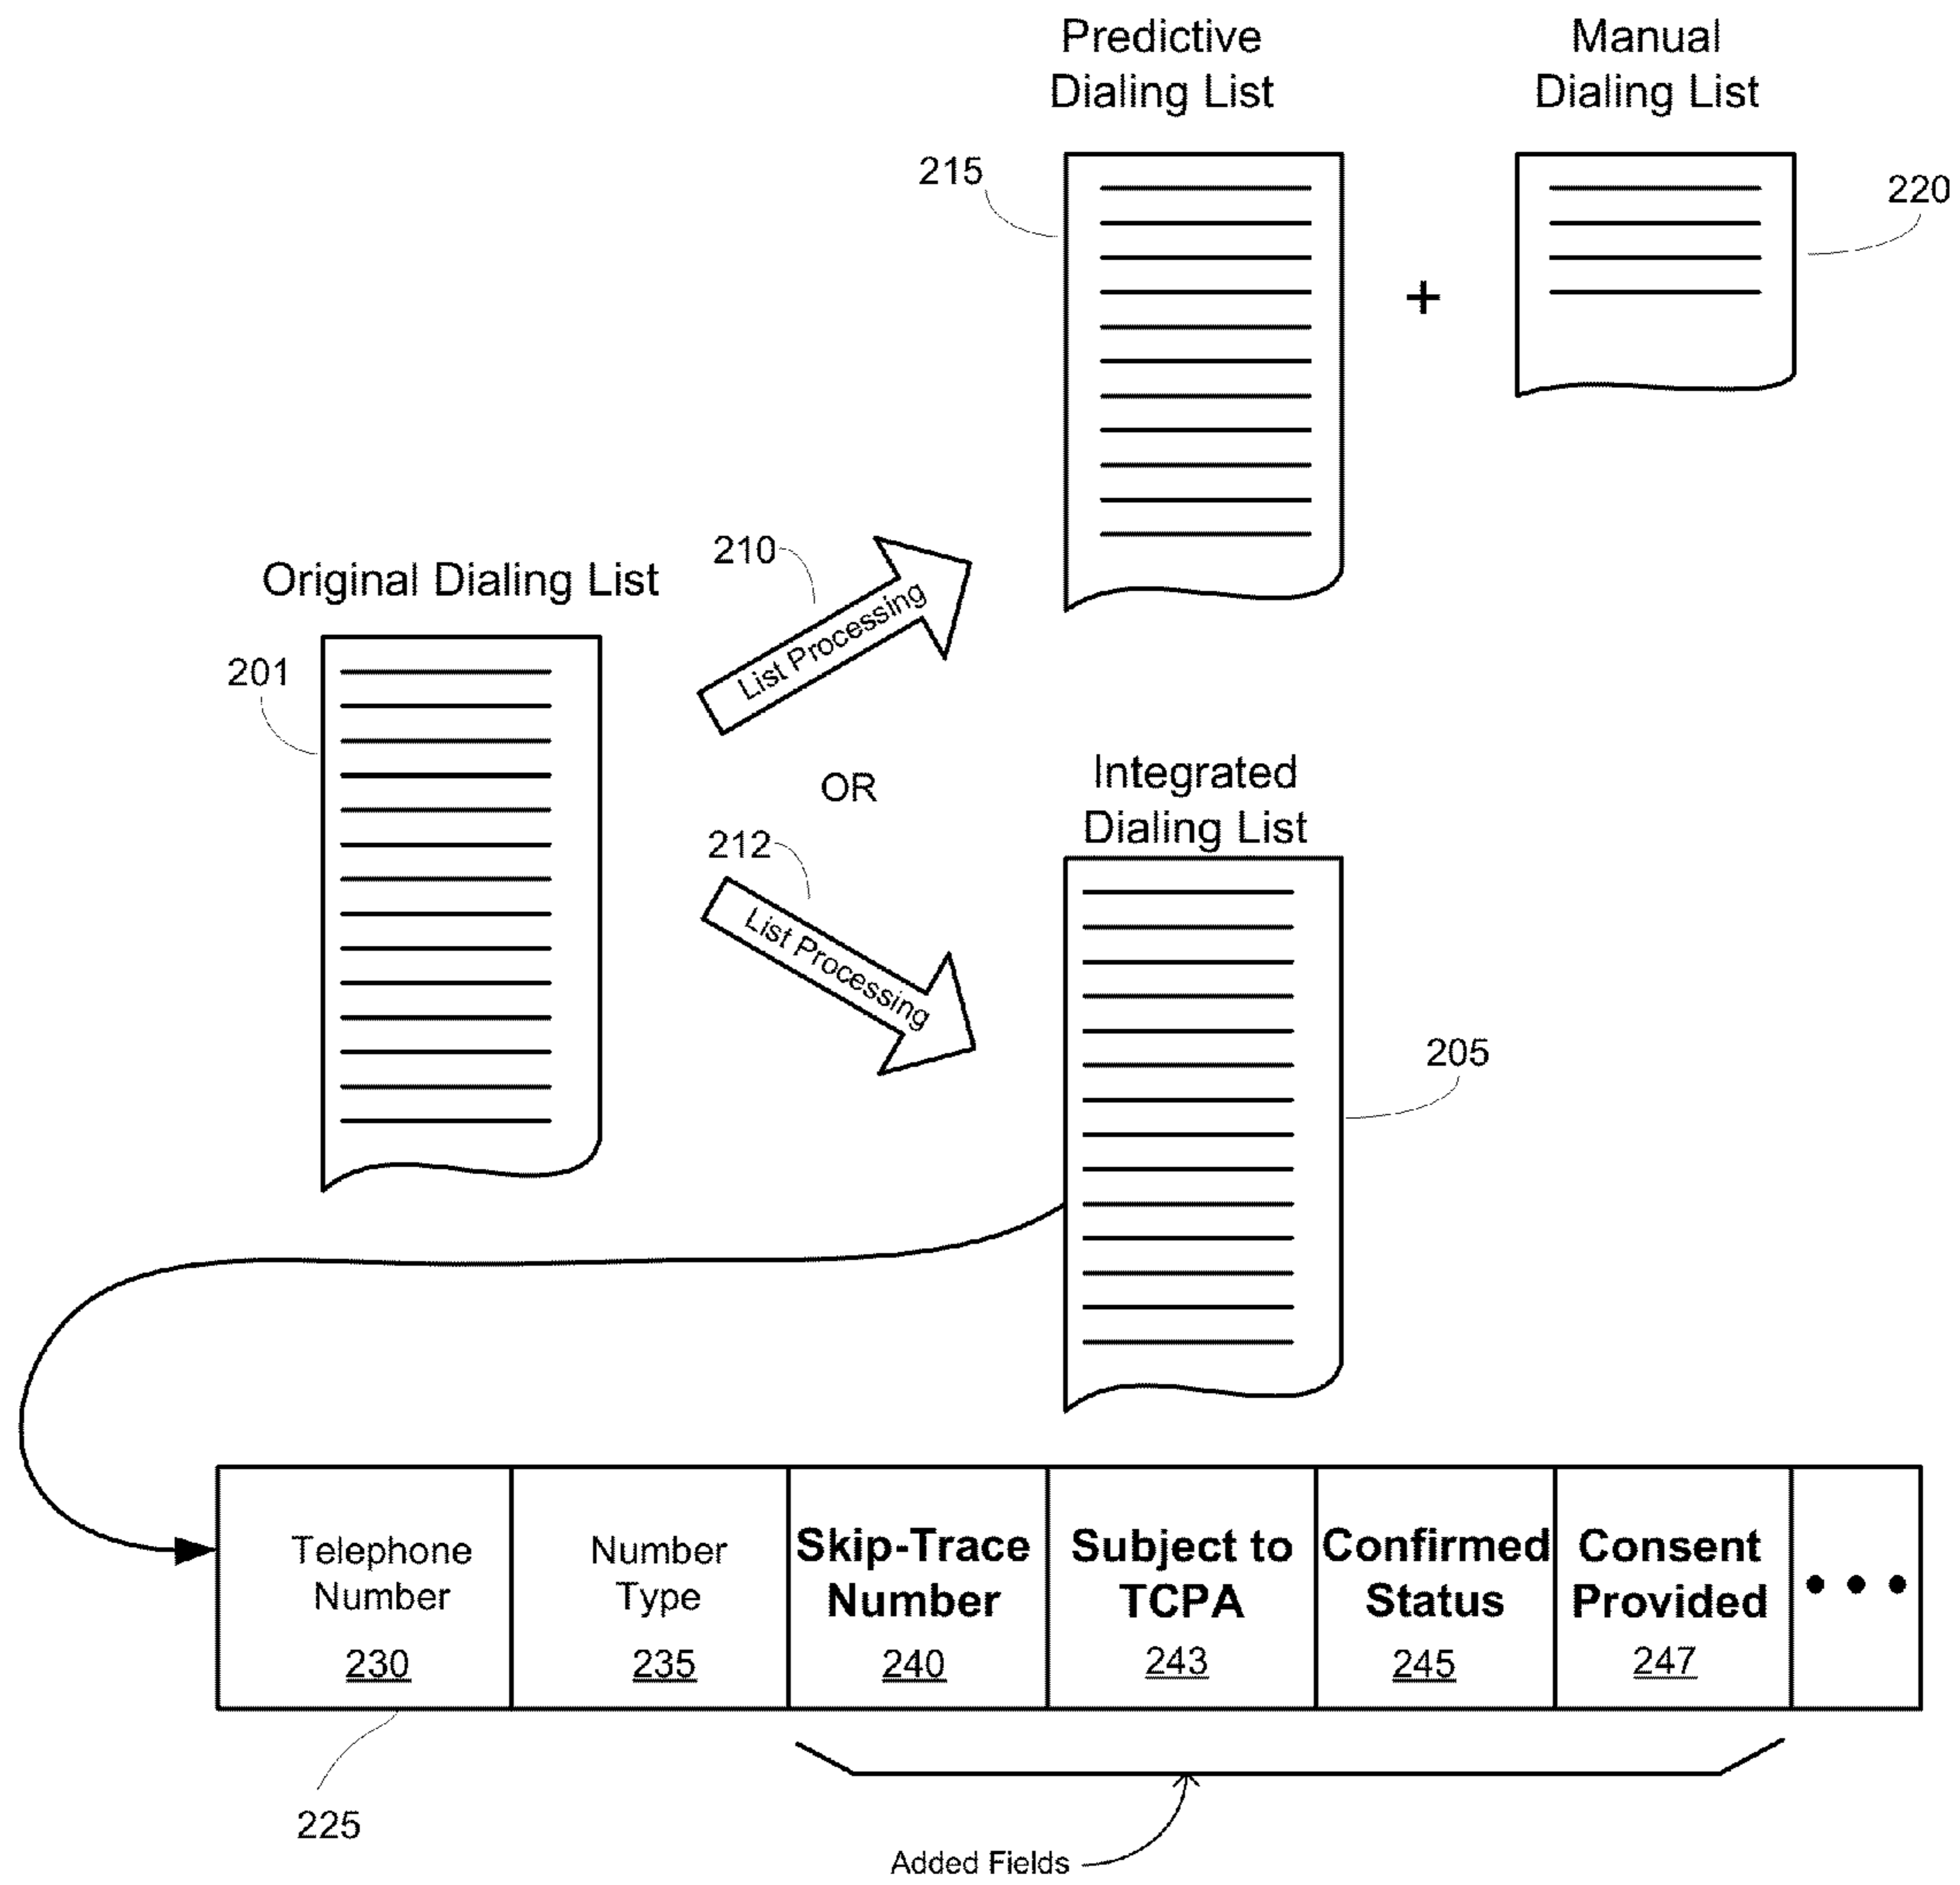 Predictive
Dialing List
Manual
Dialing List
215
220
+
210
List Processing
Original Dialing List
201
OR
Integrated
Dialing List
212
List Processing
205
Telephone
Number
230
Number
Type
235
Skip-Trace
Number
240
Subject to
TCPA
243
Confirmed
Status
245
Consent
Provided
247
• • •
225
Added Fields